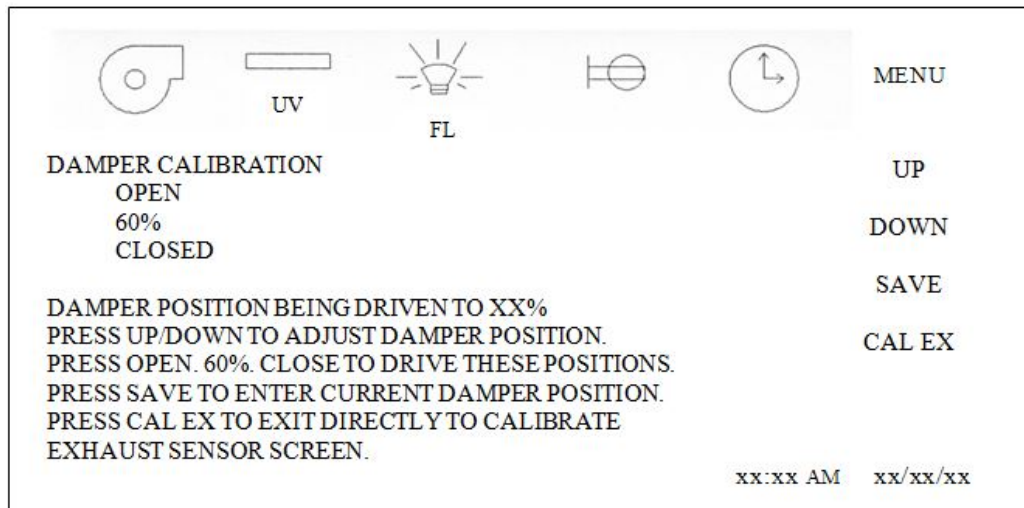 UV
FL
MENU
DAMPER CALIBRATION
OPEN
60%
CLOSED
UP
DOWN
SAVE
CAL EX
DAMPER POSITION BEING DRIVEN TO XX%
PRESS UP/DOWN TO ADJUST DAMPER POSITION.
PRESS OPEN. 60%. CLOSE TO DRIVE THESE POSITIONS.
PRESS SAVE TO ENTER CURRENT DAMPER POSITION.
PRESS CAL EX TO EXIT DIRECTLY TO CALIBRATE
EXHAUST SENSOR SCREEN.
xx:xx AM xx/xx/xx